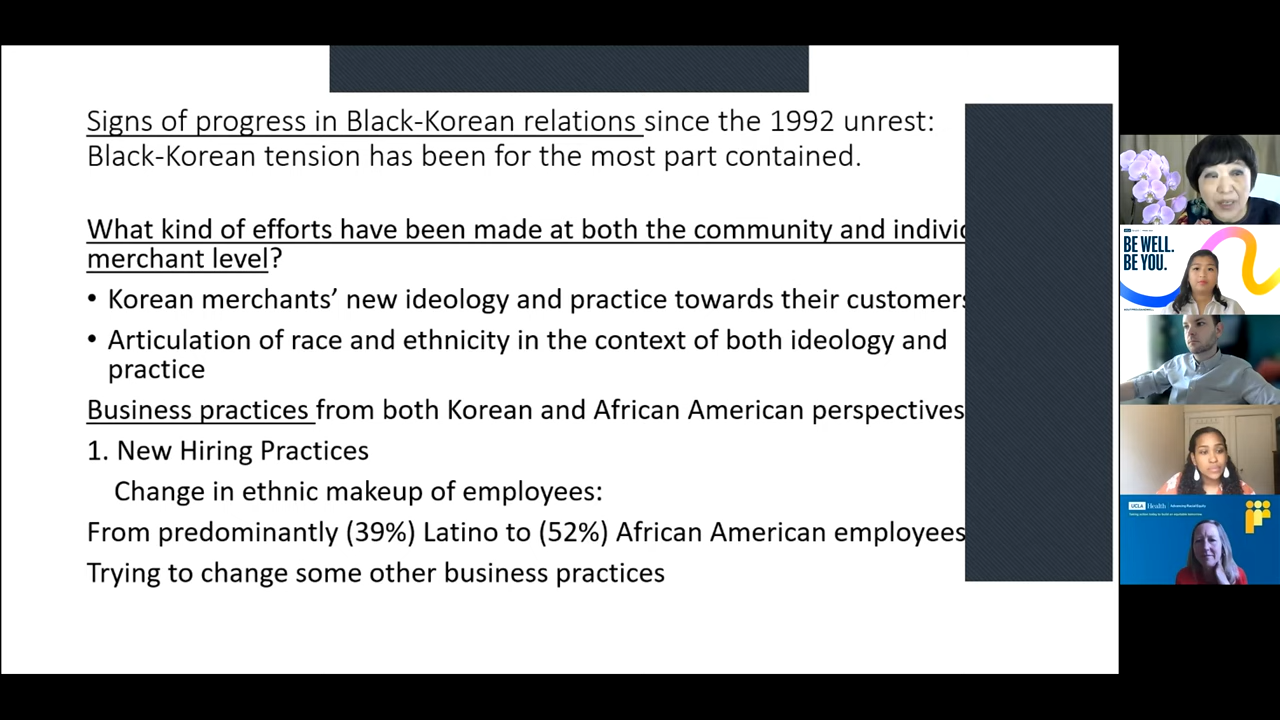 Signs of progress in Black-Korean relations since the 1992 unrest:
Black-Korean tension has been for the most part contained.
What kind of efforts have been made at both the community and individ
merchant level?
• Korean merchants’ new ideology and practice towards their customers
• Articulation of race and ethnicity in the context of both ideology and
practice
Business practices from both Korean and African American perspectives
1. New Hiring Practices
Change in ethnic makeup of employees:
From predominantly (39%) Latino to (52%) African American employees
Trying to change some other business practices
BE WELL.
BE YOU.
UCLA Health Advancing Racial Equity